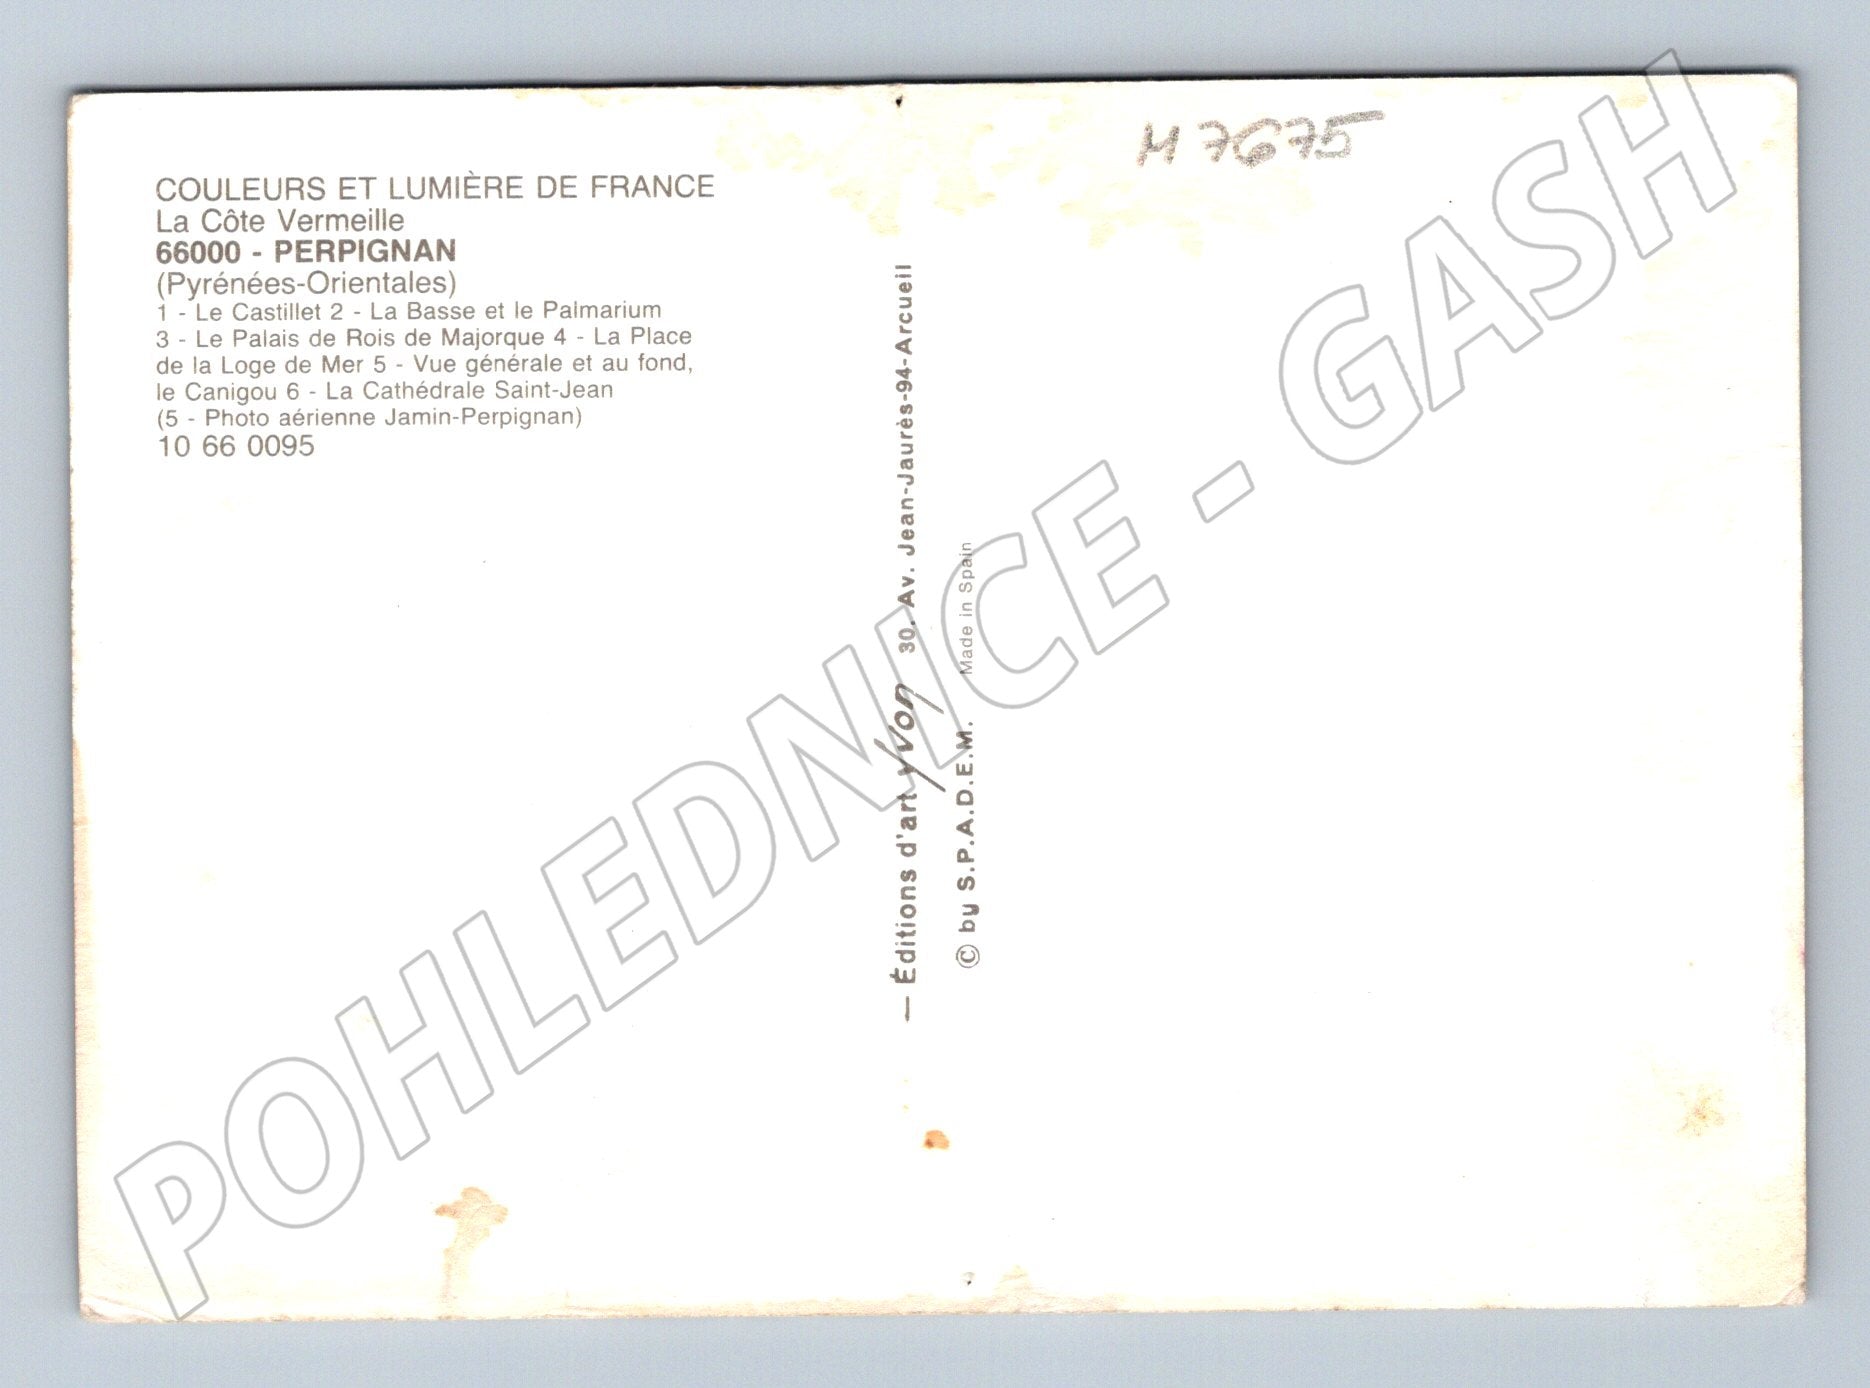 M 7675
COULEURS ET LUMIÈRE DE FRANCE
La Côte Vermeille
66000 - PERPIGNAN
(Pyrénées-Orientales)
1 - Le Castillet 2 - La Basse et le Palmarium
3 - Le Palais de Rois de Majorque 4 - La Place
de la Loge de Mer 5 - Vue générale et au fond,
le Canigou 6 - La Cathédrale Saint-Jean
(5 - Photo aérienne Jamin-Perpignan)
10 66 0095
— Éditions d'art Yvon 30. Av. Jean-Jaurès-94-Arcueil
© by S.P.A.D.E.M. Made in Spain
POHLEDNICE - GASH